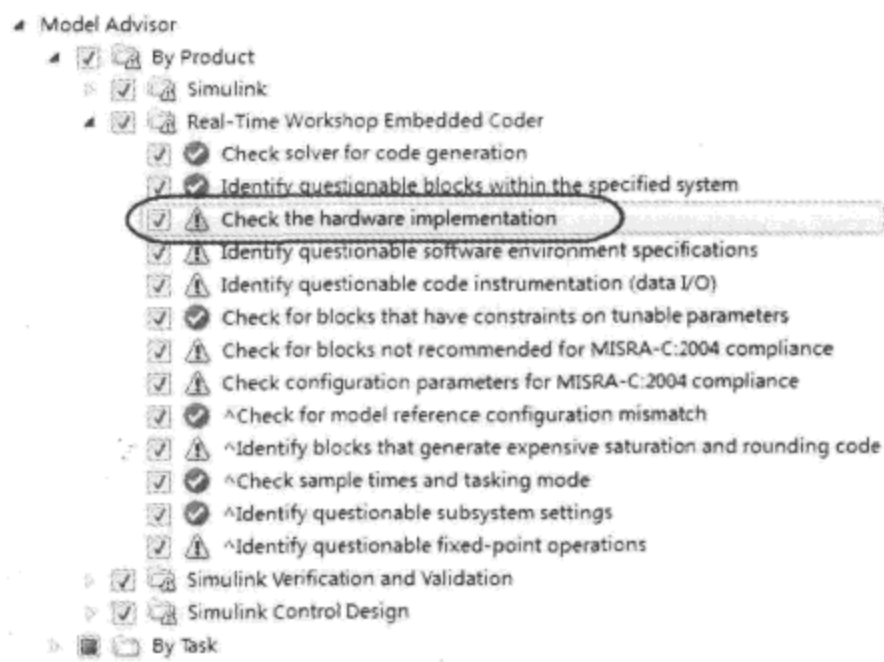 Model Advisor
By Product
Simulink
Real-Time Workshop Embedded Coder
Check solver for code generation
Identify questionable blocks within the specified system
Check the hardware implementation
Identify questionable software environment specifications
Identify questionable code instrumentation (data I/O)
Check for blocks that have constraints on tunable parameters
Check for blocks not recommended for MISRA-C:2004 compliance
Check configuration parameters for MISRA-C:2004 compliance
^Check for model reference configuration mismatch
^Identify blocks that generate expensive saturation and rounding code
^Check sample times and tasking mode
^Identify questionable subsystem settings
^Identify questionable fixed-point operations
Simulink Verification and Validation
Simulink Control Design
By Task